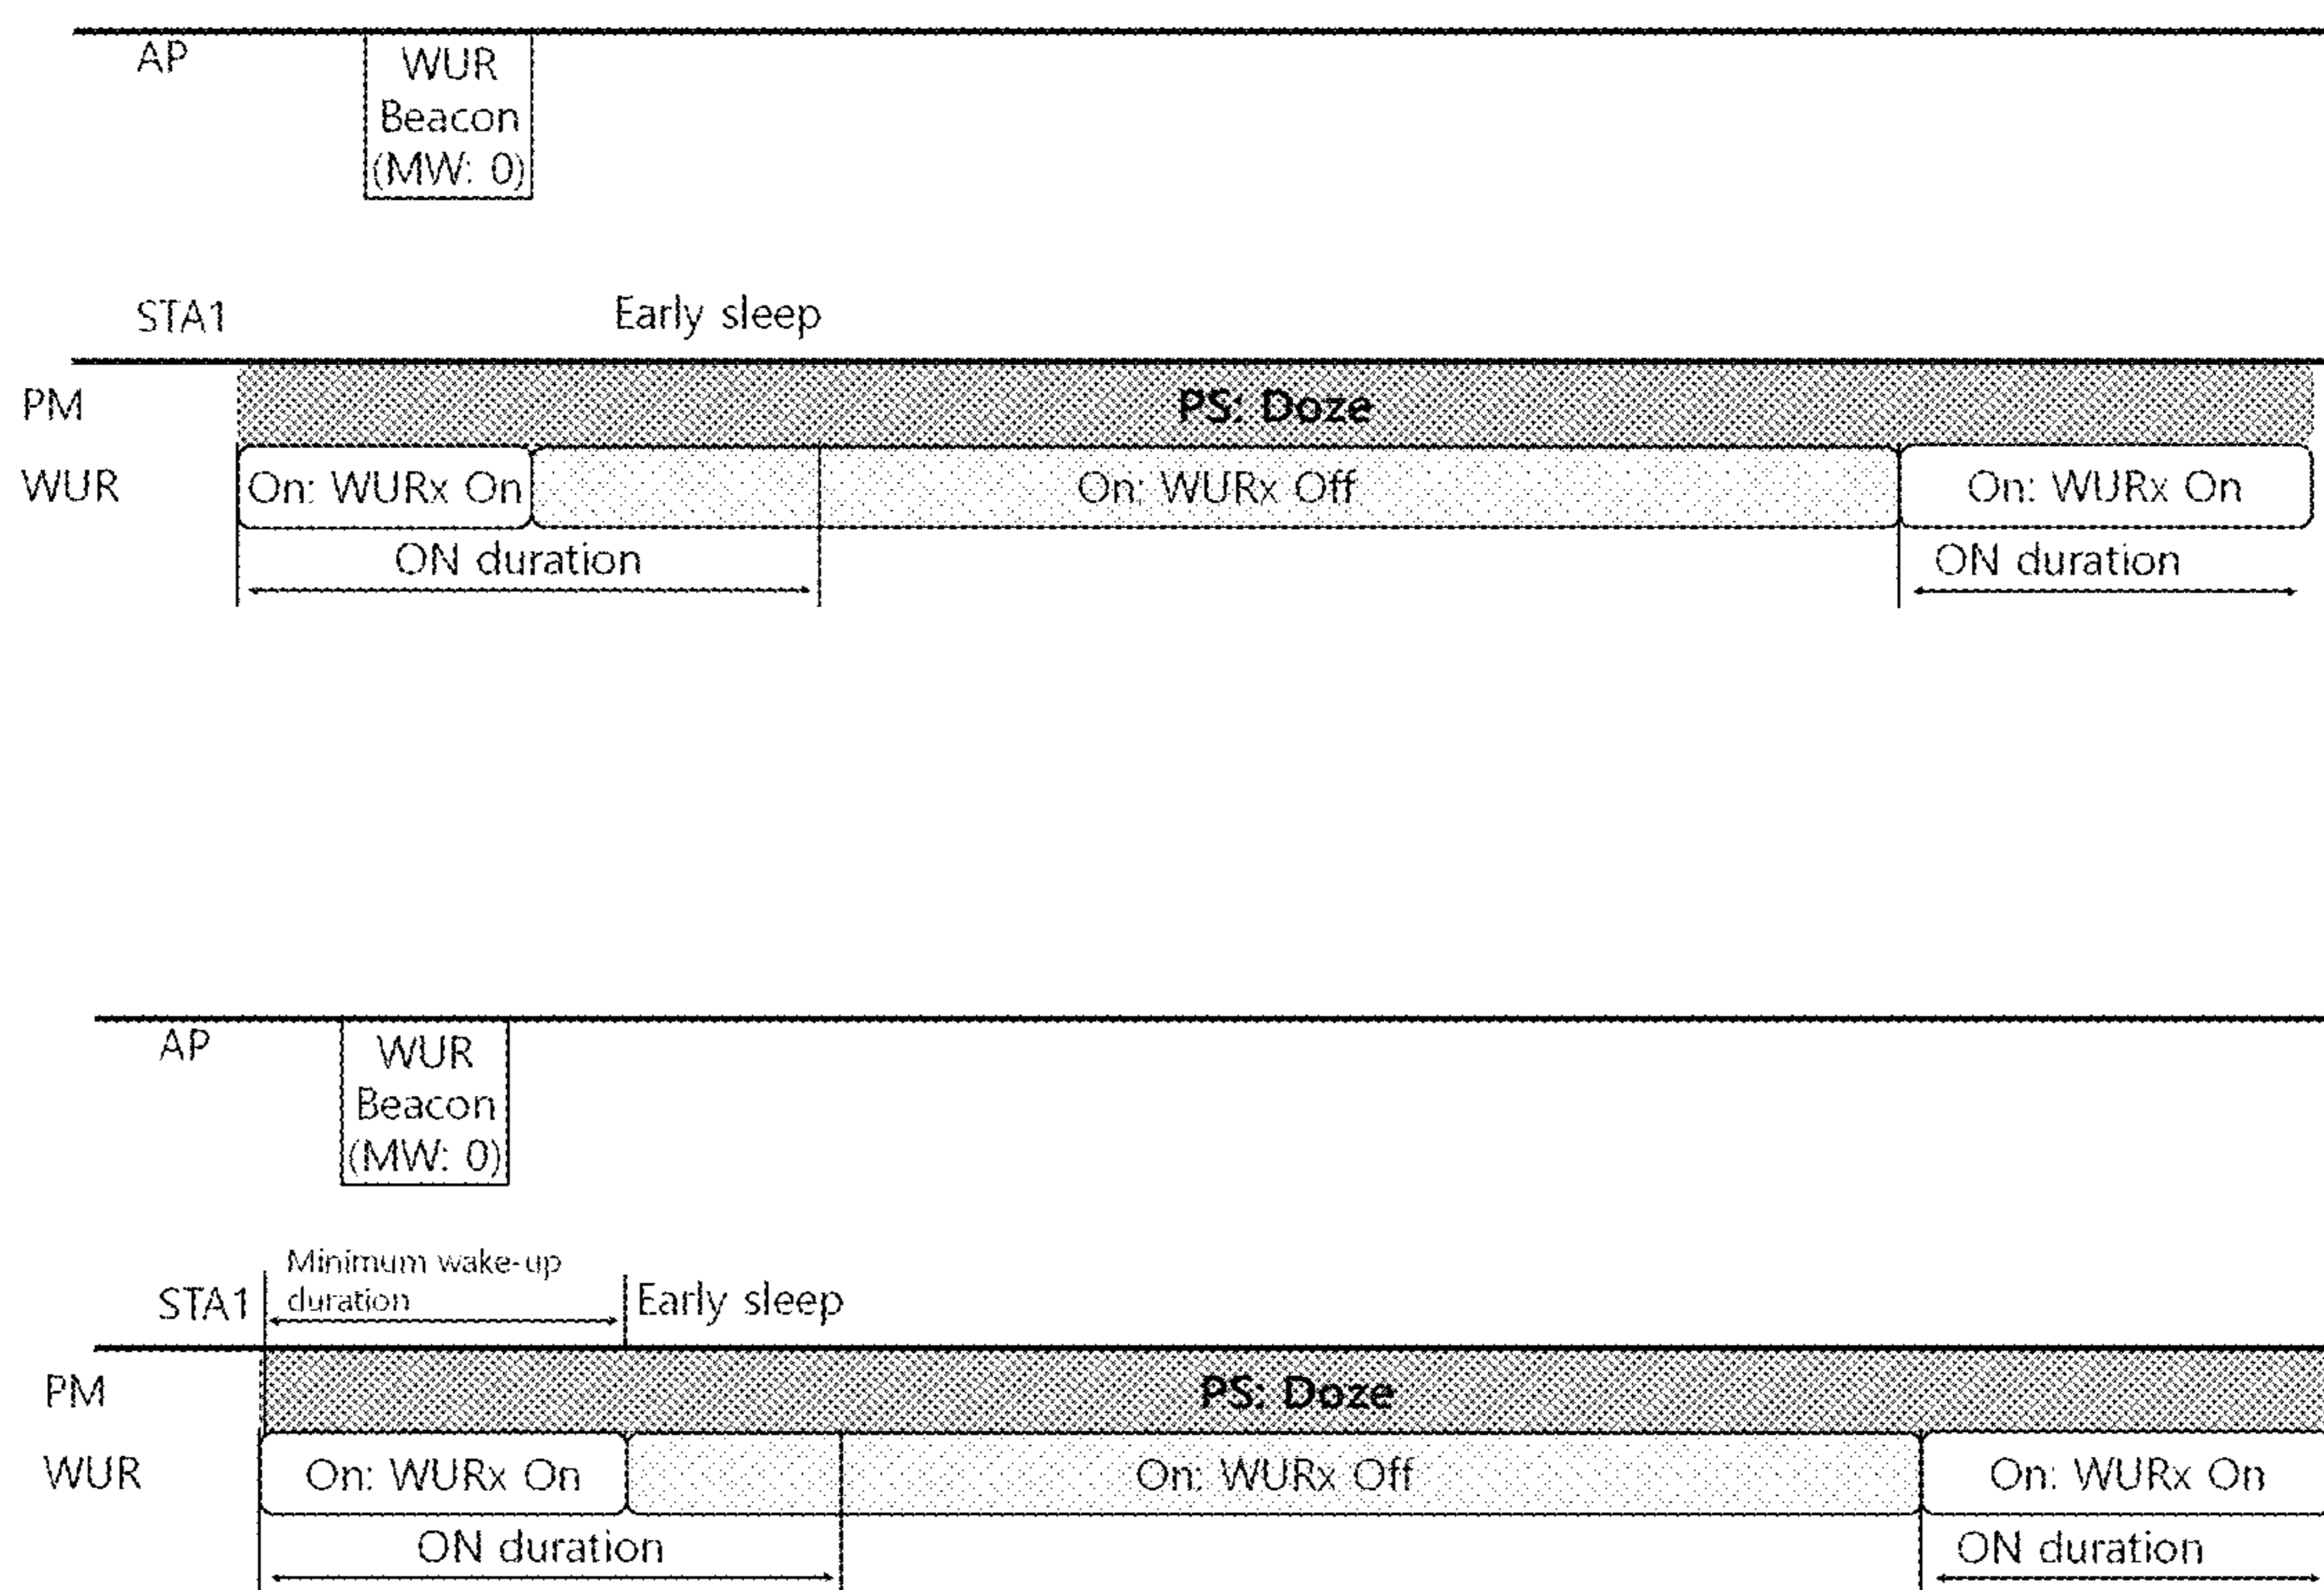 AP
WUR
Beacon
(MW: 0)
STA1
Early sleep
PM
PS: Doze
WUR
On: WURx On
On: WURx Off
On: WURx On
ON duration
ON duration
AP
WUR
Beacon
(MW: 0)
Minimum wake-up
duration
STA1
Early sleep
PM
PS: Doze
WUR
On: WURx On
On: WURx Off
On: WURx On
ON duration
ON duration